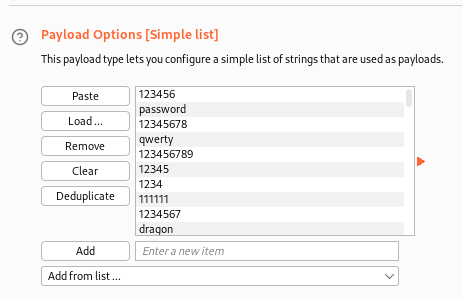 Payload Options [Simple list]
This payload type lets you configure a simple list of strings that are used as payloads.
Paste
Load ...
Remove
Clear
Deduplicate
123456
password
12345678
qwerty
123456789
12345
1234
111111
1234567
dragon
Add
Enter a new item
Add from list ...